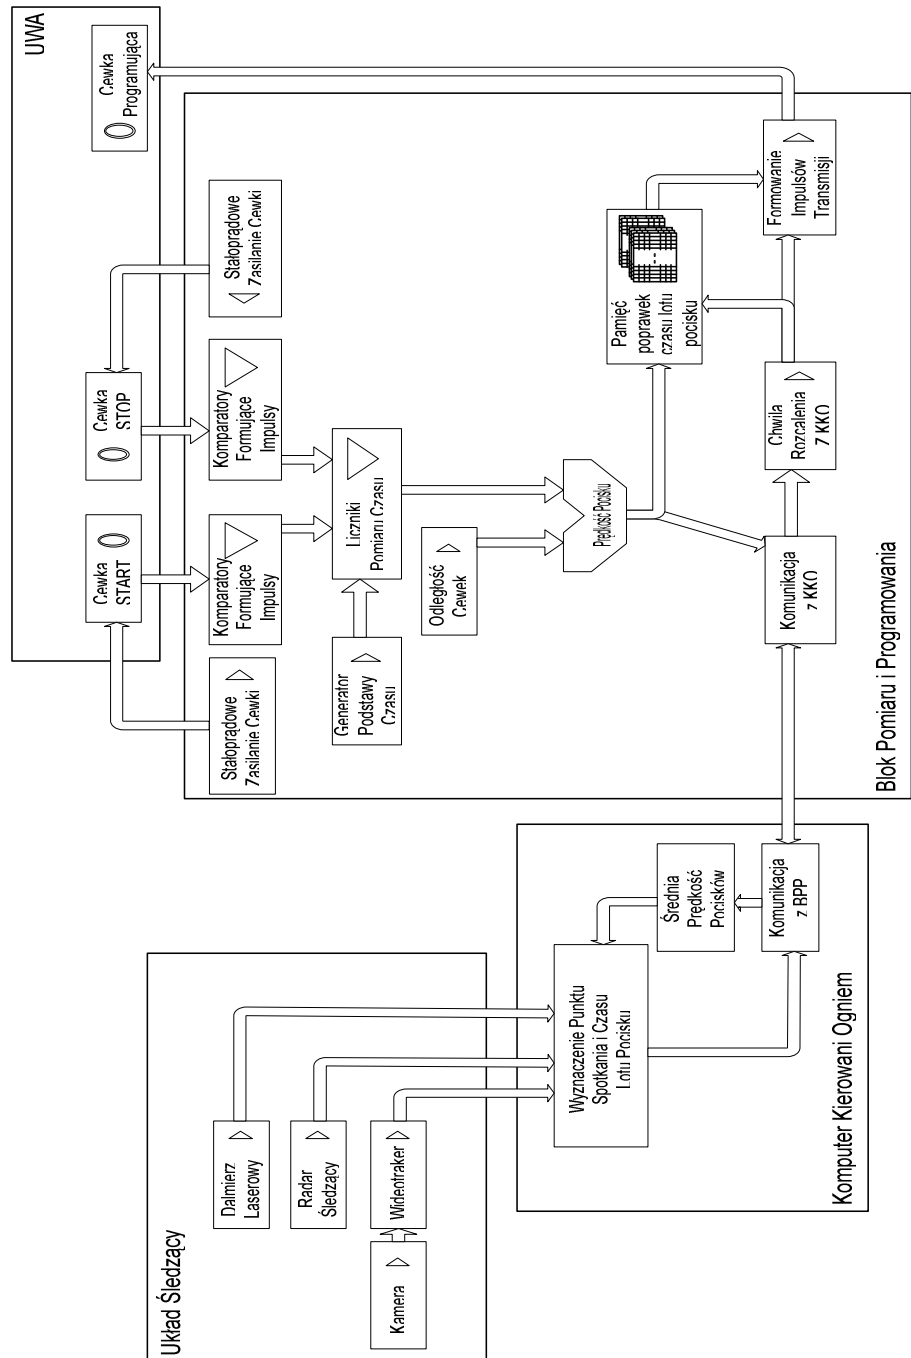 UWA
Cewka
Programująca
Cewka
STOP
Cewka
START
Stałoprądowe
Zasilanie Cewki
Komparatory
Formujące
Impulsy
Komparatory
Formujące
Impulsy
Stałoprądowe
Zasilanie Cewki
Liczniki
Pomiaru Czasu
Generator
Podstawy
Czasu
Odległość
Cewek
Prędkość Pocisku
Pamięć
poprawek
czasu lotu
pocisku
Formowanie
Impulsów
Transmisji
Chwila
Rozcalenia
z KKO
Komunikacja
z KKO
Blok Pomiaru i Programowania
Układ Śledzący
Dalmierz
Laserowy
Radar
Śledzący
Wideotraker
Kamera
Wyznaczenie Punktu
Spotkania i Czasu
Lotu Pocisku
Średnia
Prędkość
Pocisków
Komunikacja
z BPP
Komputer Kierowani Ogniem